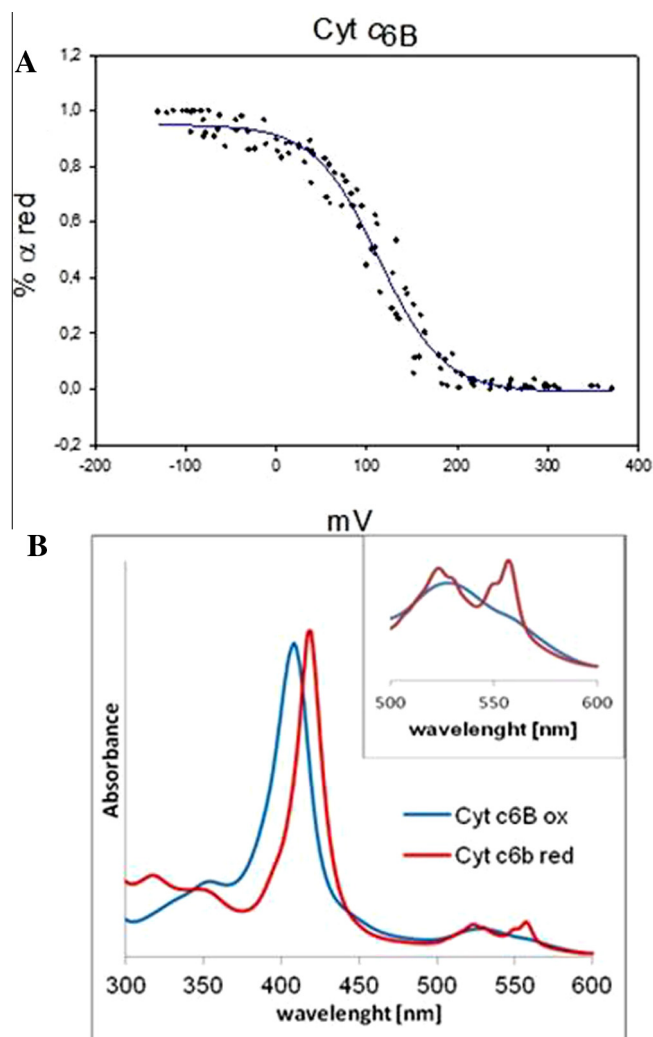 Cyt c6B
A
1,2
1,0
0,8
0,6
0,4
0,2
0,0
-0,2
% α red
-200 -100 0 100 200 300 400
mV
B
500 550 600
wavelenght [nm]
Absorbance
Cyt c6B ox
Cyt c6b red
300 350 400 450 500 550 600
wavelenght [nm]